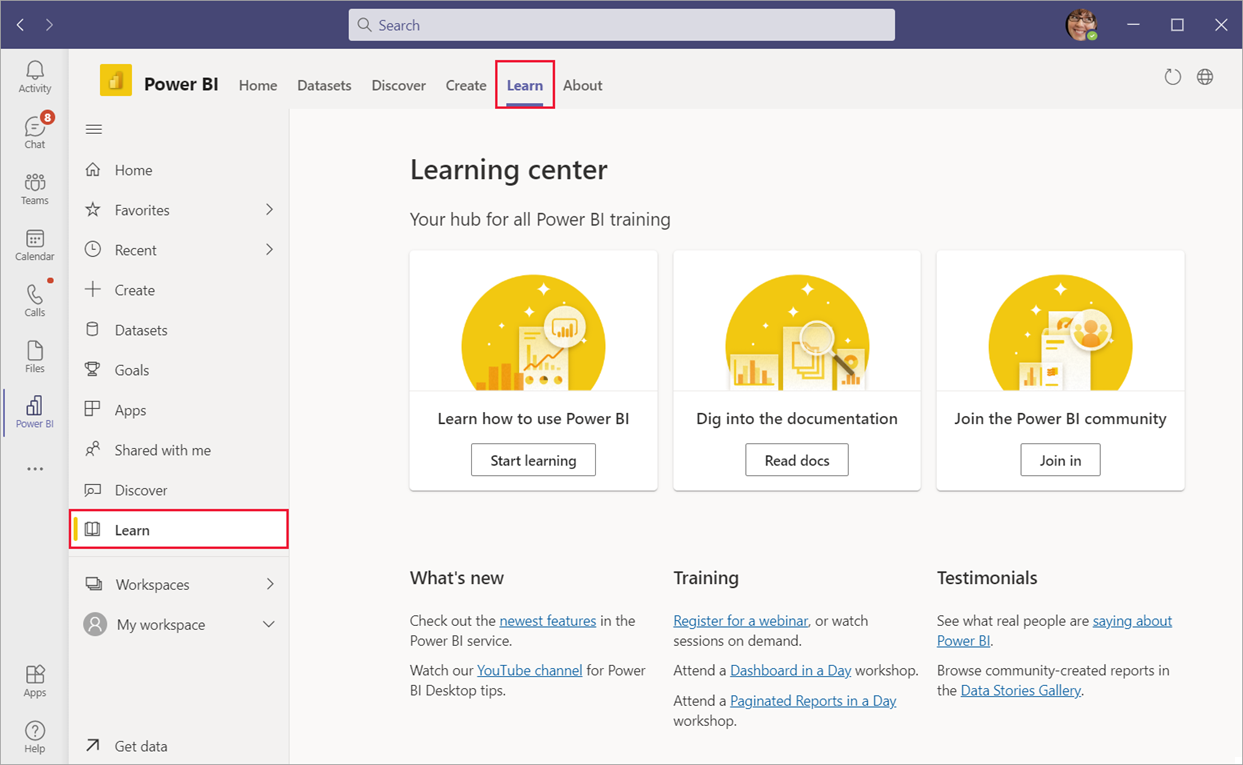 Search
Activity
8
Chat
Teams
Calendar
Calls
Files
Power BI
Apps
Help
Power BI
Home
Datasets
Discover
Create
Learn
About
Home
Favorites
Recent
Create
Datasets
Goals
Apps
Shared with me
Discover
Learn
Workspaces
My workspace
Get data
Learning center
Your hub for all Power BI training
Learn how to use Power BI
Start learning
Dig into the documentation
Read docs
Join the Power BI community
Join in
What's new
Check out the newest features in the
Power BI service.
Watch our YouTube channel for Power
BI Desktop tips.
Training
Register for a webinar, or watch
sessions on demand.
Attend a Dashboard in a Day workshop.
Attend a Paginated Reports in a Day
workshop.
Testimonials
See what real people are saying about
Power BI.
Browse community-created reports in
the Data Stories Gallery.